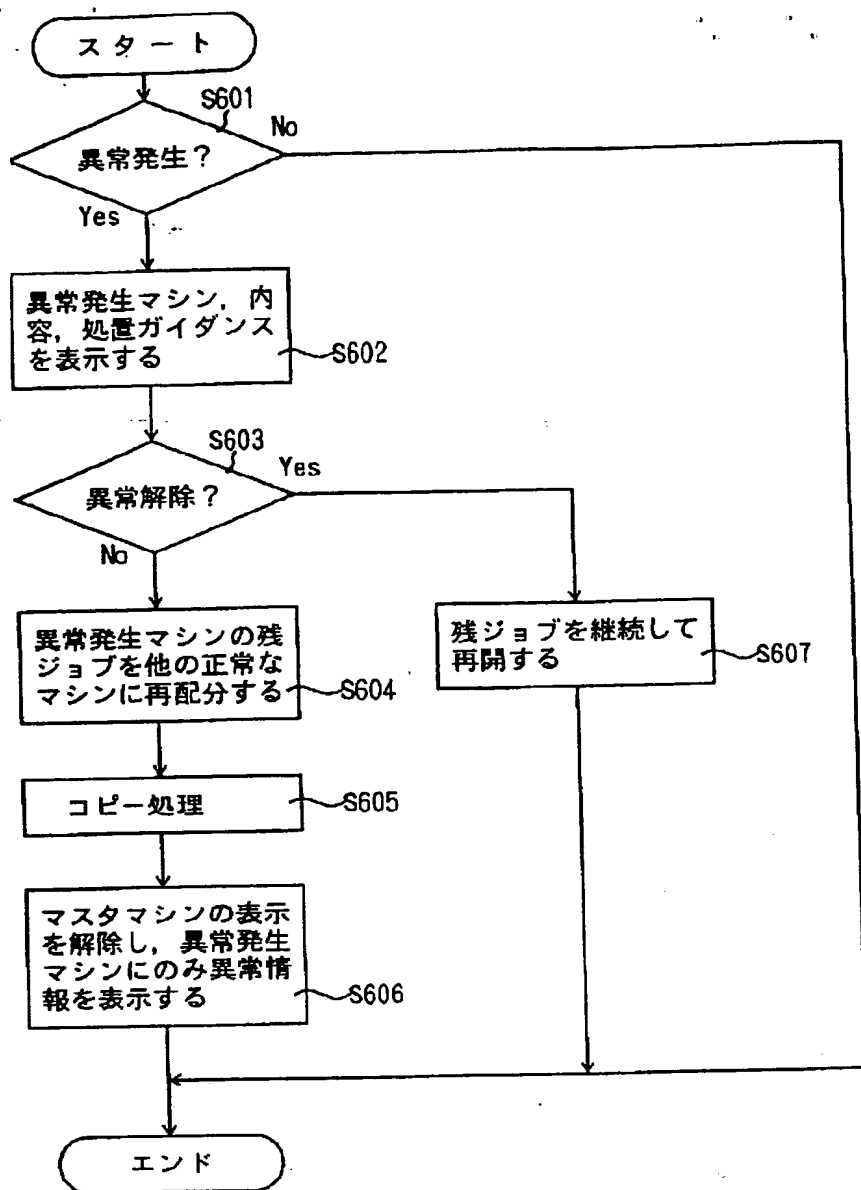 スタート
S601
No
異常発生？
Yes
異常発生マシン，内
容，処置ガイダンス
を表示する
S602
S603
Yes
異常解除？
No
異常発生マシンの残
ジョブを他の正常な
マシンに再配分する
S604
残ジョブを継続して
再開する
S607
コピー処理
S605
マスタマシンの表示
を解除し，異常発生
マシンにのみ異常情
報を表示する
S606
エンド